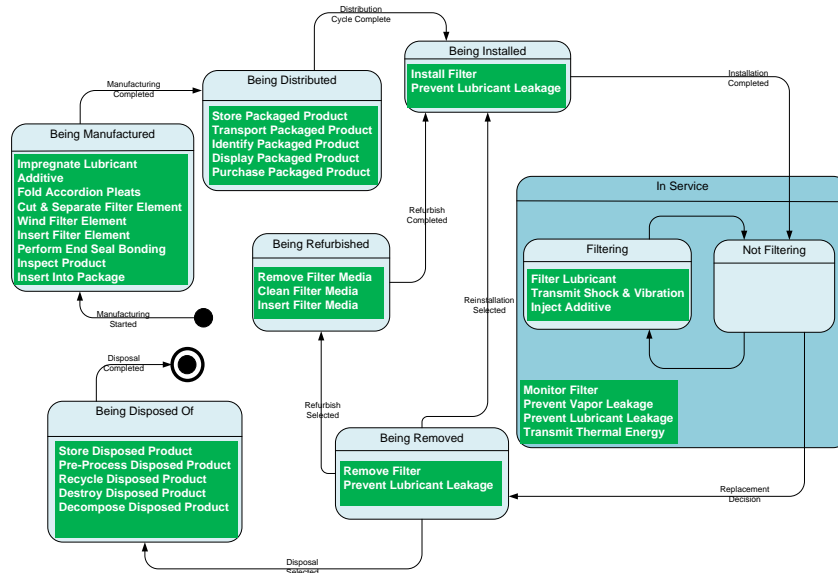 Distribution
Cycle Complete
Being Installed
Install Filter
Prevent Lubricant Leakage
Installation
Completed
Being Distributed
Store Packaged Product
Transport Packaged Product
Identify Packaged Product
Display Packaged Product
Purchase Packaged Product
Manufacturing
Completed
Being Manufactured
Impregnate Lubricant
Additive
Fold Accordion Pleats
Cut & Separate Filter Element
Wind Filter Element
Insert Filter Element
Perform End Seal Bonding
Inspect Product
Insert Into Package
Manufacturing
Started
Refurbish
Completed
Being Refurbished
Remove Filter Media
Clean Filter Media
Insert Filter Media
Reinstallation
Selected
In Service
Filtering
Filter Lubricant
Transmit Shock & Vibration
Inject Additive
Not Filtering
Monitor Filter
Prevent Vapor Leakage
Prevent Lubricant Leakage
Transmit Thermal Energy
Disposal
Completed
Being Disposed Of
Store Disposed Product
Pre-Process Disposed Product
Recycle Disposed Product
Destroy Disposed Product
Decompose Disposed Product
Refurbish
Selected
Being Removed
Remove Filter
Prevent Lubricant Leakage
Replacement
Decision
Disposal
Selected